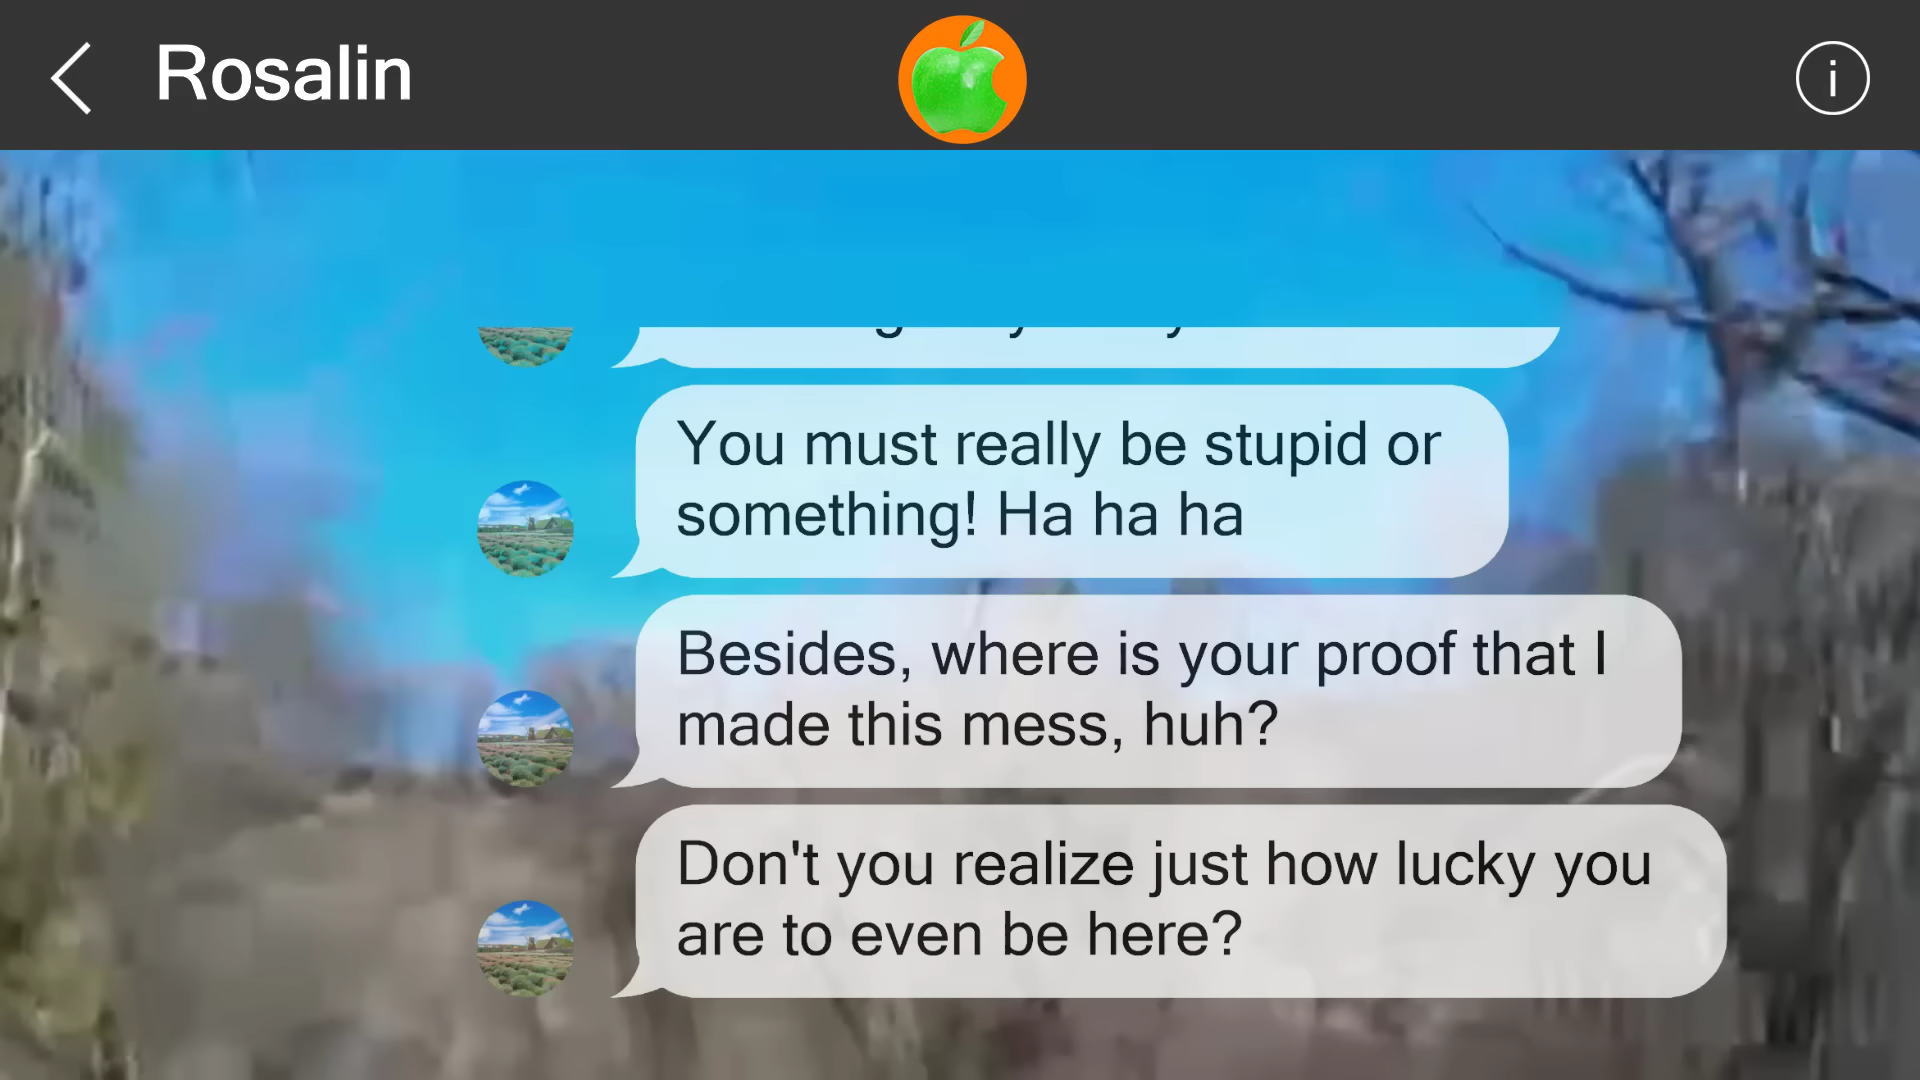 Rosalin
You must really be stupid or
something! Ha ha ha
Besides, where is your proof that I
made this mess, huh?
Don't you realize just how lucky you
are to even be here?